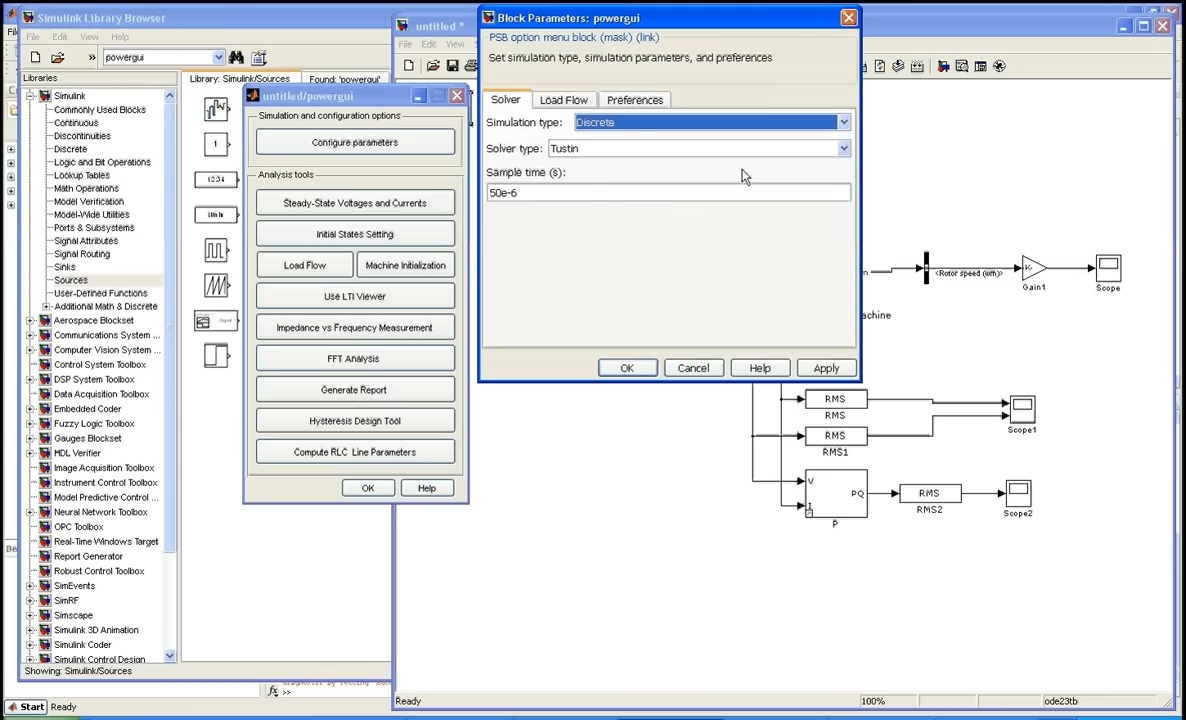 Simulink Library Browser
File Edit View Help
» powergui
Libraries
Library: Simulink/Sources Found: 'powergui'
Simulink
Commonly Used Blocks
Continuous
Discontinuities
Discrete
Logic and Bit Operations
Lookup Tables
Math Operations
Model Verification
Model-Wide Utilities
Ports & Subsystems
Signal Attributes
Signal Routing
Sinks
Sources
User-Defined Functions
Additional Math & Discrete
Aerospace Blockset
Communications System ...
Computer Vision System ...
Control System Toolbox
DSP System Toolbox
Data Acquisition Toolbox
Embedded Coder
Fuzzy Logic Toolbox
Gauges Blockset
HDL Verifier
Image Acquisition Toolbox
Instrument Control Toolbox
Model Predictive Control ...
Neural Network Toolbox
OPC Toolbox
Real-Time Windows Target
Report Generator
Robust Control Toolbox
SimEvents
SimRF
Simscape
Simulink 3D Animation
Simulink Coder
Simulink Control Design
Showing: Simulink/Sources
1
12:34
untitled/powergui
Simulation and configuration options
Configure parameters
Analysis tools
Steady-State Voltages and Currents
Initial States Setting
Load Flow
Machine Initialization
Use LTI Viewer
Impedance vs Frequency Measurement
FFT Analysis
Generate Report
Hysteresis Design Tool
Compute RLC Line Parameters
OK
Help
untitled *
File Edit View
Block Parameters: powergui
PSB option menu block (mask) (link)
Set simulation type, simulation parameters, and preferences
Solver Load Flow Preferences
Simulation type: Discrete
Solver type: Tustin
Sample time (s):
50e-6
OK Cancel Help Apply
<Rotor speed (wm)>
K-
Gain1
Scope
achine
RMS
RMS
RMS
RMS1
Scope1
V
I
PQ
P
RMS
RMS2
Scope2
Ready 100% ode23tb
fx >>
Start Ready